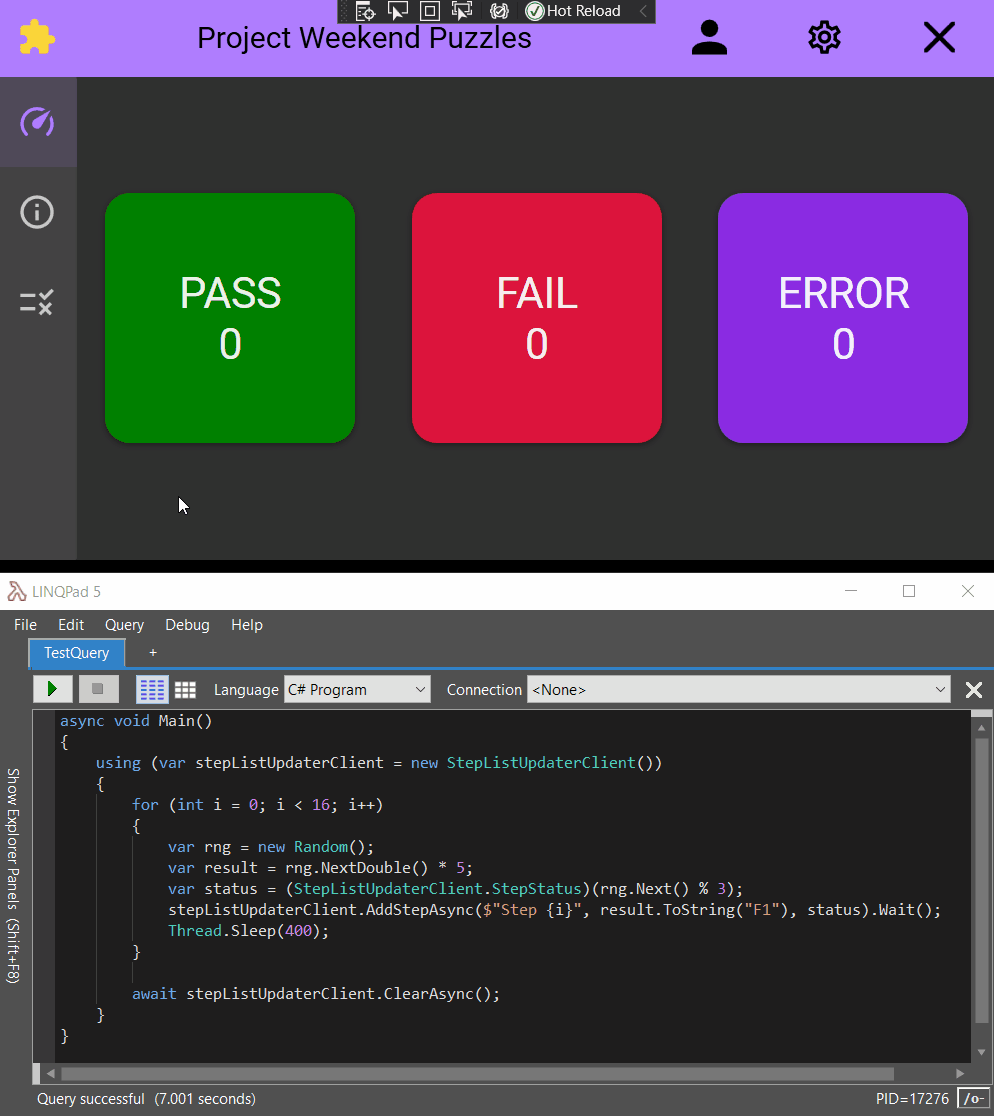 Hot Reload
Project Weekend Puzzles
PASS
0
FAIL
0
ERROR
0
LINQPad 5
File Edit Query Debug Help
TestQuery +
Language C# Program Connection <None>
Show Explorer Panels (Shift+F8)
async void Main()
{
    using (var stepListUpdaterClient = new StepListUpdaterClient())
    {
        for (int i = 0; i < 16; i++)
        {
            var rng = new Random();
            var result = rng.NextDouble() * 5;
            var status = (StepListUpdaterClient.StepStatus)(rng.Next() % 3);
            stepListUpdaterClient.AddStepAsync($"Step {i}", result.ToString("F1"), status).Wait();
            Thread.Sleep(400);
        }
        await stepListUpdaterClient.ClearAsync();
    }
}
Query successful (7.001 seconds) PID=17276 /o-